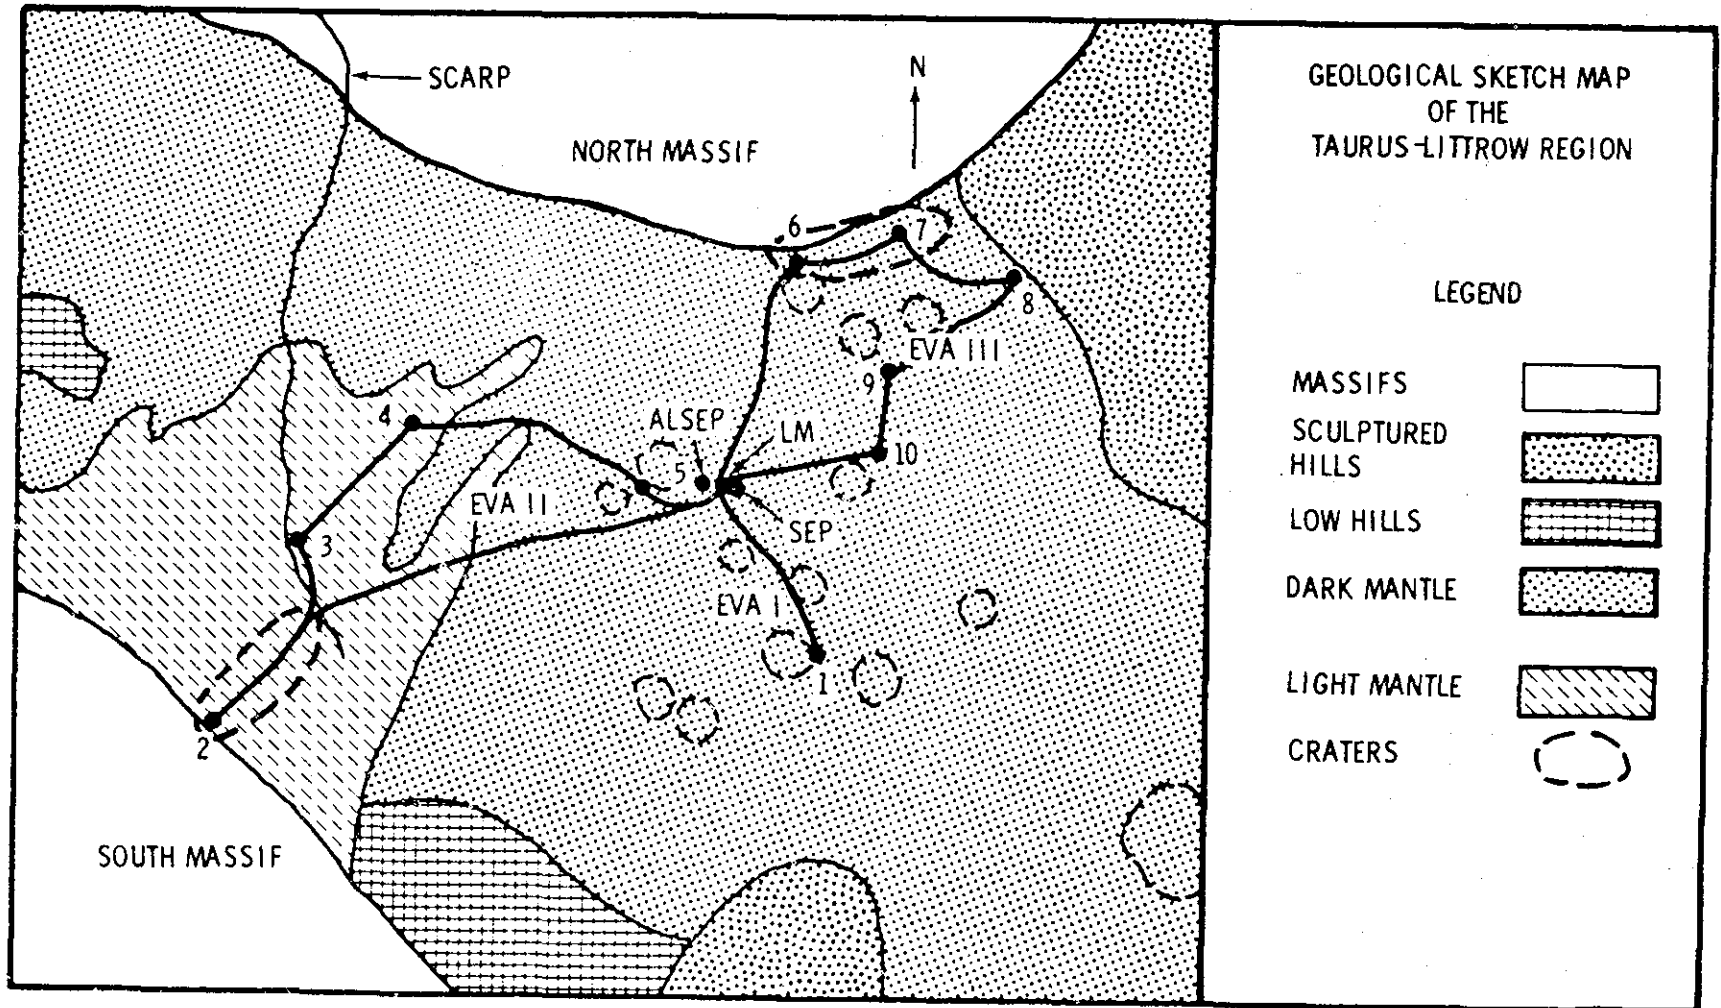 SCARP
N
NORTH MASSIF
6
7
8
EVA III
9
4
ALSEP
LM
10
5
EVA II
SEP
3
EVA I
1
2
SOUTH MASSIF
GEOLOGICAL SKETCH MAP
OF THE
TAURUS-LITTROW REGION
LEGEND
MASSIFS
SCULPTURED
HILLS
LOW HILLS
DARK MANTLE
LIGHT MANTLE
CRATERS